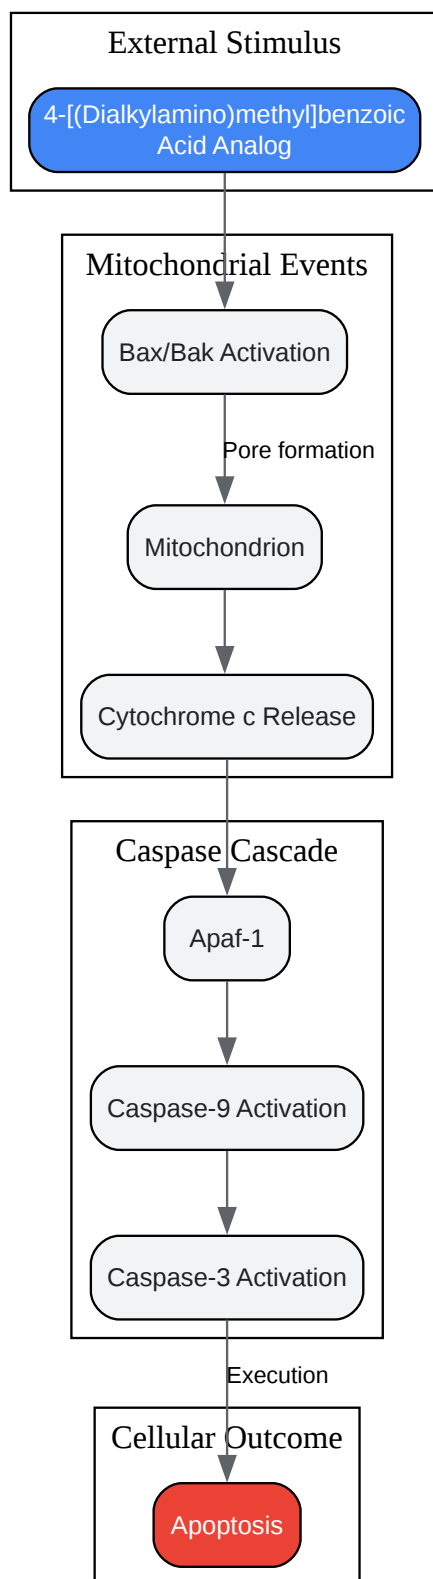 External Stimulus
4-[(Dialkylamino)methyl]benzoic
Acid Analog
Mitochondrial Events
Bax/Bak Activation
Pore formation
Mitochondrion
Cytochrome c Release
Caspase Cascade
Apaf-1
Caspase-9 Activation
Caspase-3 Activation
Execution
Cellular Outcome
Apoptosis